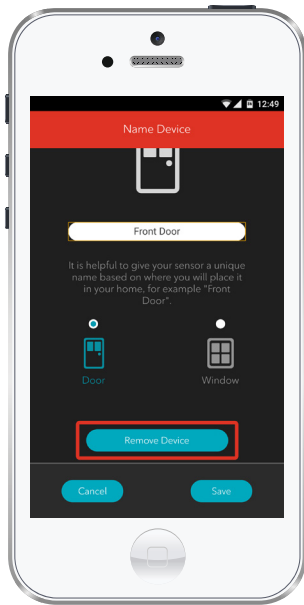 12:49
Name Device
Front Door
It is helpful to give your sensor a unique
name based on where you will place it
in your home, for example "Front
Door".
Door Window
Remove Device
Cancel Save